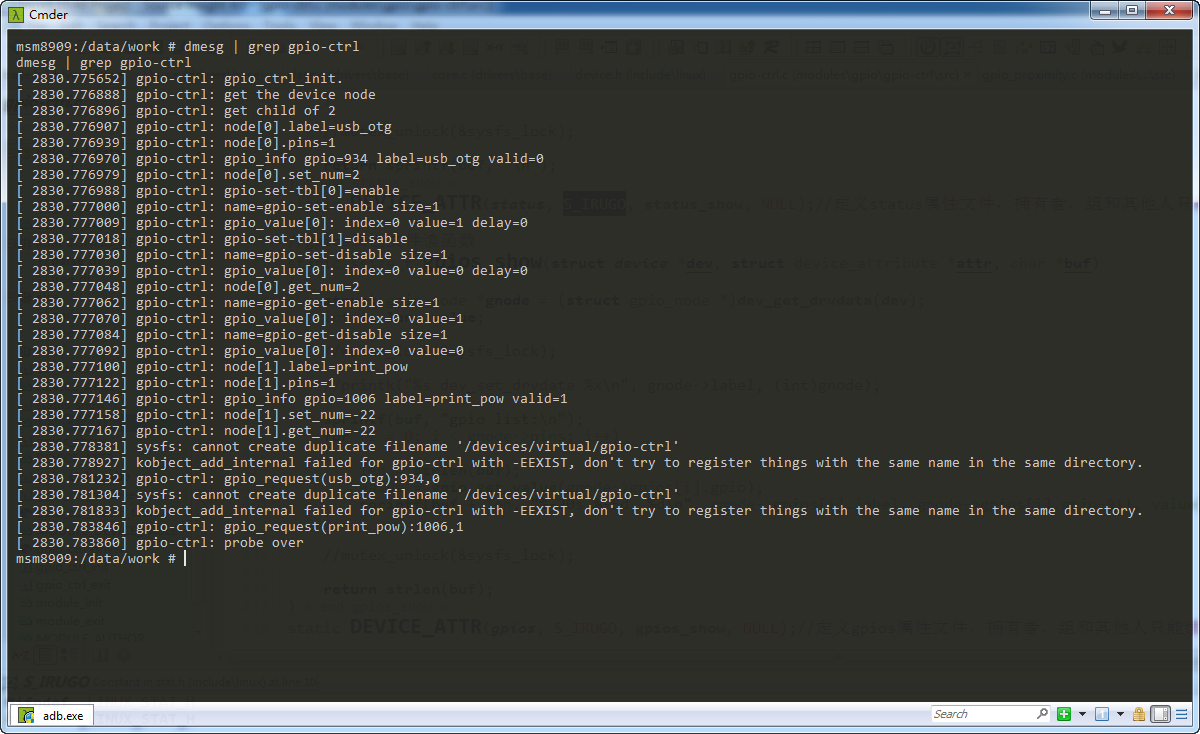 Cmder
msm8909:/data/work # dmesg | grep gpio-ctrl
dmesg | grep gpio-ctrl
[ 2830.775652] gpio-ctrl: gpio_ctrl_init.
[ 2830.776888] gpio-ctrl: get the device node
[ 2830.776896] gpio-ctrl: get child of 2
[ 2830.776907] gpio-ctrl: node[0].label=usb_otg
[ 2830.776939] gpio-ctrl: node[0].pins=1
[ 2830.776970] gpio-ctrl: gpio_info gpio=934 label=usb_otg valid=0
[ 2830.776979] gpio-ctrl: node[0].set_num=2
[ 2830.776988] gpio-ctrl: gpio-set-tbl[0]=enable
[ 2830.777000] gpio-ctrl: name=gpio-set-enable size=1
[ 2830.777009] gpio-ctrl: gpio_value[0]: index=0 value=1 delay=0
[ 2830.777018] gpio-ctrl: gpio-set-tbl[1]=disable
[ 2830.777030] gpio-ctrl: name=gpio-set-disable size=1
[ 2830.777039] gpio-ctrl: gpio_value[0]: index=0 value=0 delay=0
[ 2830.777048] gpio-ctrl: node[0].get_num=2
[ 2830.777062] gpio-ctrl: name=gpio-get-enable size=1
[ 2830.777070] gpio-ctrl: gpio_value[0]: index=0 value=1
[ 2830.777084] gpio-ctrl: name=gpio-get-disable size=1
[ 2830.777092] gpio-ctrl: gpio_value[0]: index=0 value=0
[ 2830.777100] gpio-ctrl: node[1].label=print_pow
[ 2830.777122] gpio-ctrl: node[1].pins=1
[ 2830.777146] gpio-ctrl: gpio_info gpio=1006 label=print_pow valid=1
[ 2830.777158] gpio-ctrl: node[1].set_num=-22
[ 2830.777167] gpio-ctrl: node[1].get_num=-22
[ 2830.778381] sysfs: cannot create duplicate filename '/devices/virtual/gpio-ctrl'
[ 2830.778927] kobject_add_internal failed for gpio-ctrl with -EEXIST, don't try to register things with the same name in the same directory.
[ 2830.781232] gpio-ctrl: gpio_request(usb_otg):934,0
[ 2830.781304] sysfs: cannot create duplicate filename '/devices/virtual/gpio-ctrl'
[ 2830.781833] kobject_add_internal failed for gpio-ctrl with -EEXIST, don't try to register things with the same name in the same directory.
[ 2830.783846] gpio-ctrl: gpio_request(print_pow):1006,1
[ 2830.783860] gpio-ctrl: probe over
msm8909:/data/work #
adb.exe
Search